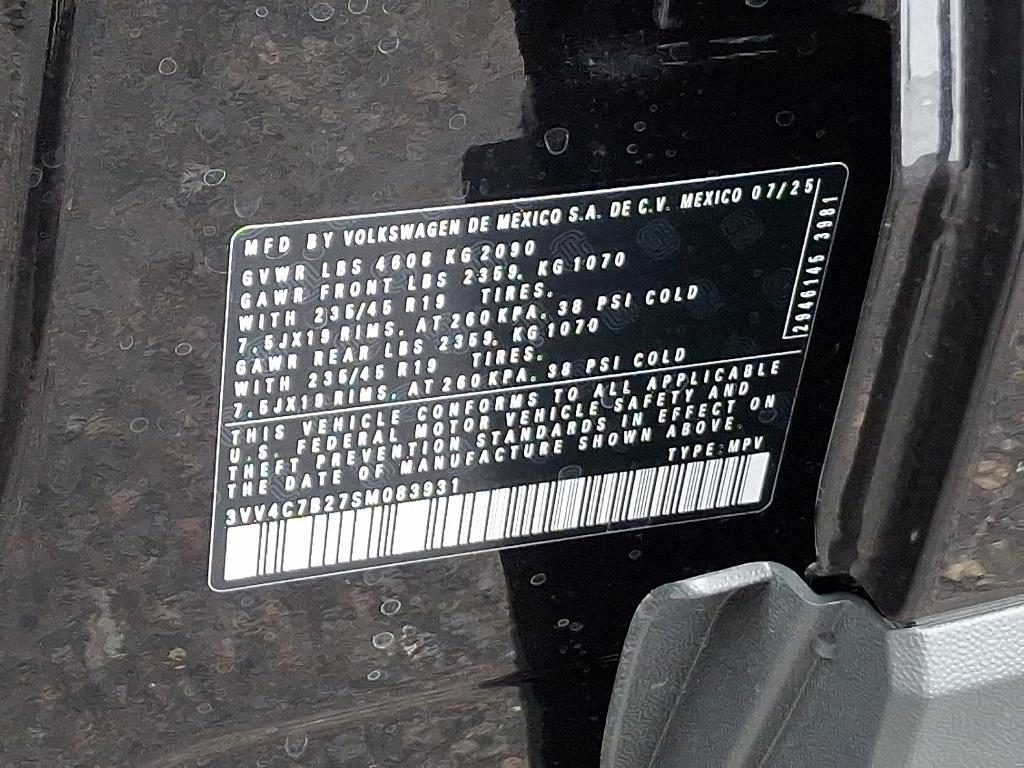 MFD BY VOLKSWAGEN DE MEXICO S.A. DE C.V. MEXICO 07/25
GVWR LBS 4608 KG 2090
GAWR FRONT LBS 2359. KG 1070
WITH 235/45 R19 TIRES.
7.5JX19 RIMS. AT 260 KPA. 38 PSI COLD
GAWR REAR LBS 2359. KG 1070
WITH 235/45 R19 TIRES.
7.5JX19 RIMS. AT 260 KPA. 38 PSI COLD
2946146 3981
THIS VEHICLE CONFORMS TO ALL APPLICABLE
U.S. FEDERAL MOTOR VEHICLE SAFETY AND
THEFT PREVENTION STANDARDS IN EFFECT ON
THE DATE OF MANUFACTURE SHOWN ABOVE.
TYPE: MPV
3VV4C7B27SM083931